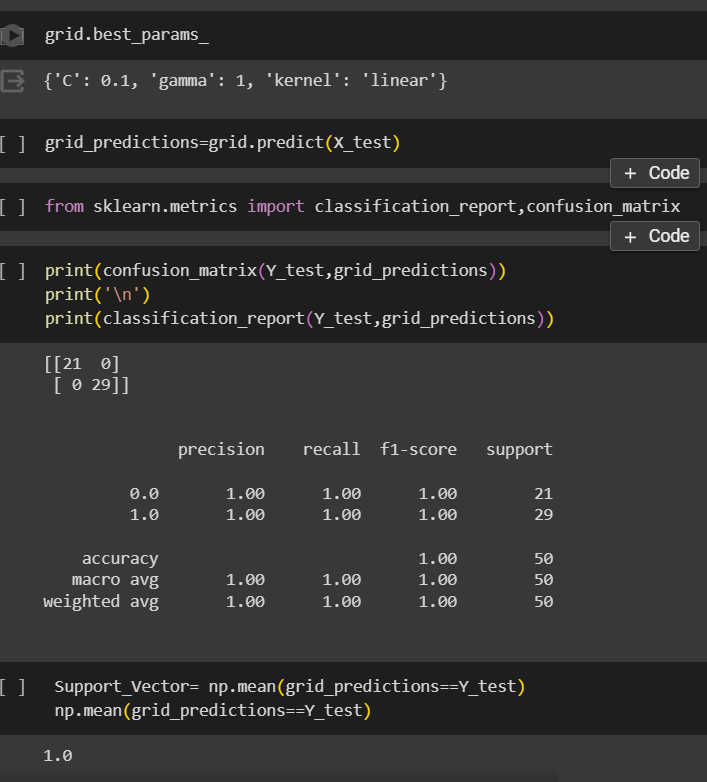 grid.best_params_
{'C': 0.1, 'gamma': 1, 'kernel': 'linear'}
[ ] grid_predictions=grid.predict(X_test)
+ Code
[ ] from sklearn.metrics import classification_report,confusion_matrix
+ Code
[ ] print(confusion_matrix(Y_test,grid_predictions))
print('\n')
print(classification_report(Y_test,grid_predictions))
[[21  0]
 [ 0 29]]
precision    recall  f1-score   support
0.0       1.00      1.00      1.00        21
1.0       1.00      1.00      1.00        29
accuracy                           1.00        50
macro avg       1.00      1.00      1.00        50
weighted avg       1.00      1.00      1.00        50
[ ] Support_Vector= np.mean(grid_predictions==Y_test)
np.mean(grid_predictions==Y_test)
1.0